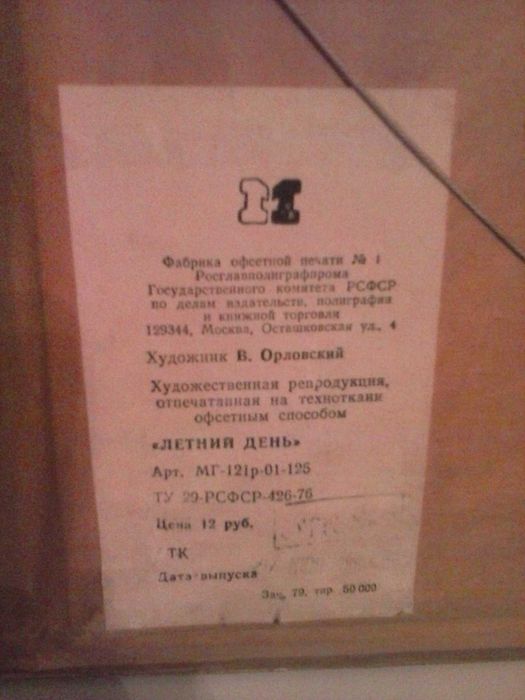 Фабрика офсетной печати № 1
Росглавполиграфпрома
Государственного комитета РСФСР
по делам издательств, полиграфии
и книжной торговли
129344, Москва, Осташковская ул., 4
Художник В. Орловский
Художественная репродукция,
отпечатанная на техноткани
офсетным способом
«ЛЕТНИЙ ДЕНЬ»
Арт. МГ-121р-01-125
ТУ 29-РСФСР-426-76
Цена 12 руб.
ТК
Дата выпуска
Зак. 79, тир. 50 000